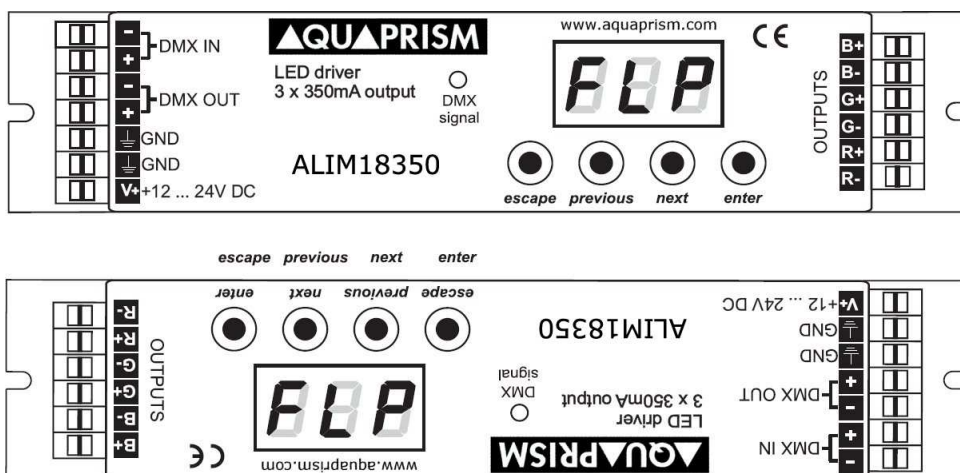 - DMX IN
+
- DMX OUT
+
GND
GND
V+ +12 ... 24V DC
AQUAPRISM
LED driver
3 x 350mA output
DMX
signal
ALIM18350
www.aquaprism.com
CE
FLP
escape previous next enter
OUTPUTS
B+
B-
G+
G-
R+
R-
escape previous next enter
enter next previous escape
R-
R+
G-
G+
B-
B+
OUTPUTS
FLP
CE
www.aquaprism.com
ALIM18350
DMX
signal
LED driver
3 x 350mA output
AQUAPRISM
V+ +12 ... 24V DC
GND
GND
+
- DMX OUT
+
- DMX IN